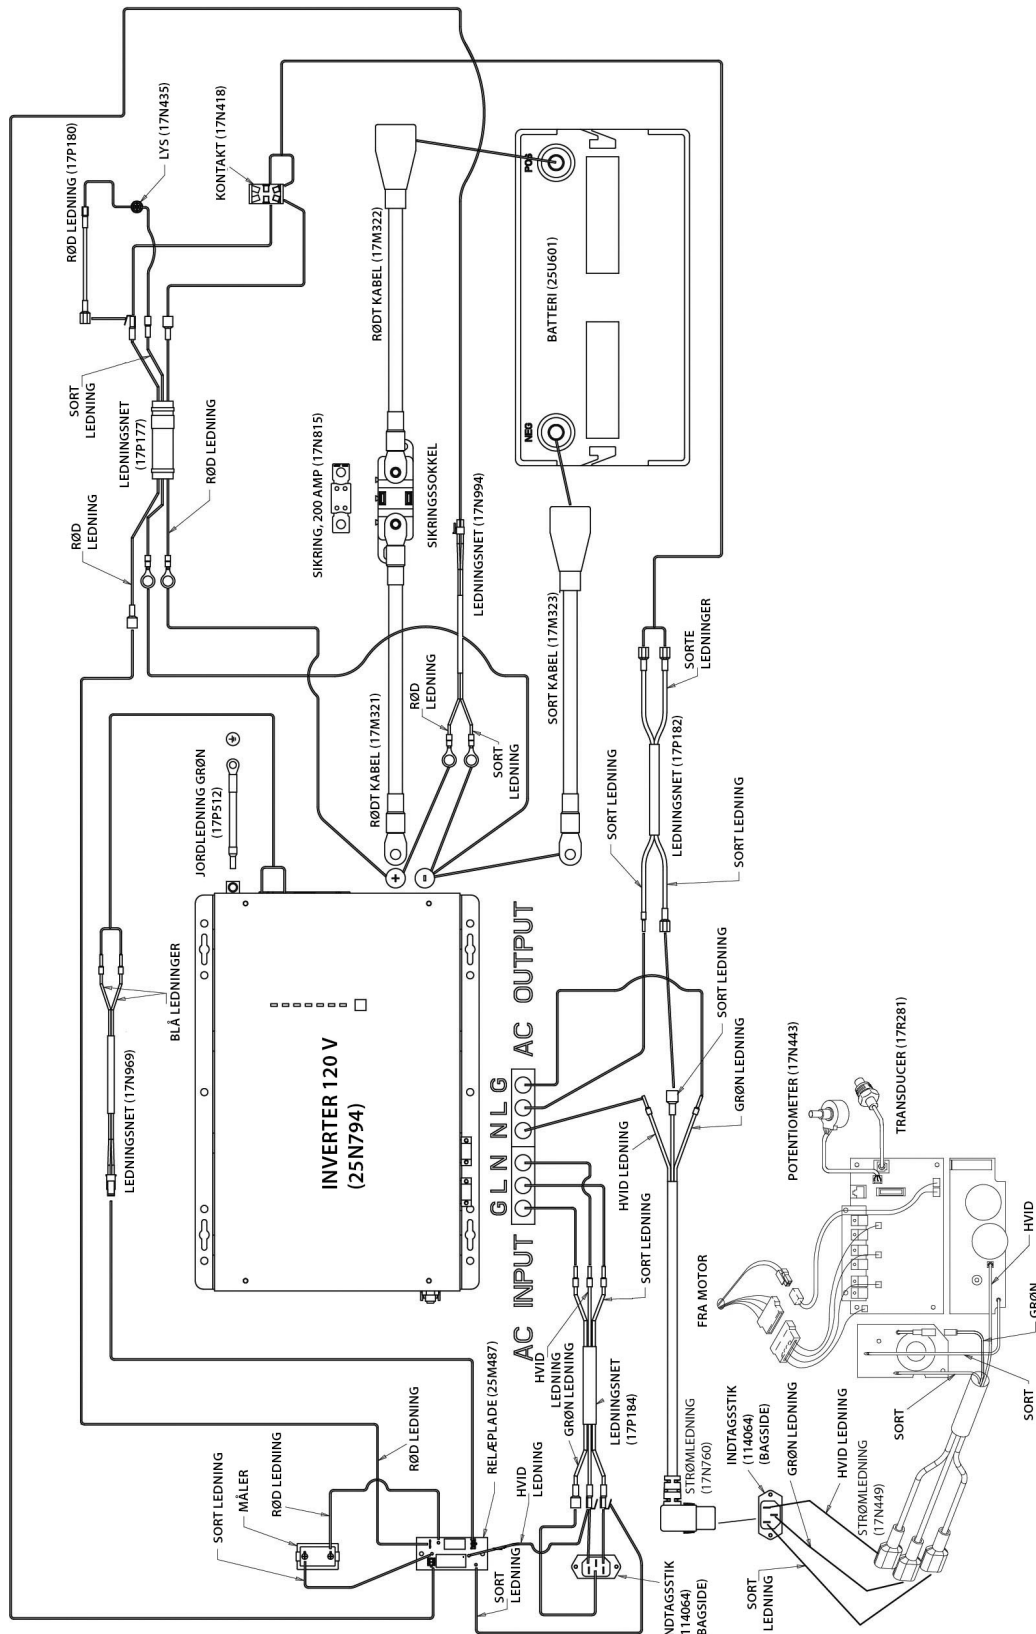 RØD LEDNING (17P180)
LYS (17N435)
KONTAKT (17N418)
SORT
LEDNING
LEDNINGSNET
(17P177)
RØD LEDNING
RØD
LEDNING
SIKRING, 200 AMP (17N815)
RØDT KABEL (17M322)
SIKRINGSSOKKEL
LEDNINGSNET (17N994)
POS
BATTERI (25U601)
NEG
SORT KABEL (17M323)
RØDT KABEL (17M321)
RØD
LEDNING
SORT
LEDNING
SORTE
LEDNINGER
LEDNINGSNET (17P182)
SORT LEDNING
SORT LEDNING
JORDLEDNING GRØN
(17P512)
BLÅ LEDNINGER
LEDNINGSNET (17N969)
INVERTER 120 V
(25N794)
+
-
AC INPUT
G L N
N L G
AC OUTPUT
SORT LEDNING
GRØN LEDNING
HVID LEDNING
SORT LEDNING
HVID
LEDNING
GRØN LEDNING
LEDNINGSNET
(17P184)
RELÆPLADE (25M487)
HVID
LEDNING
RØD LEDNING
RØD LEDNING
MÅLER
SORT LEDNING
SORT
LEDNING
INDTAGSSTIK
(114064)
(BAGSIDE)
STRØMLEDNING
(17N760)
INDTAGSSTIK
(114064)
(BAGSIDE)
GRØN LEDNING
HVID LEDNING
STRØMLEDNING
(17N449)
SORT
LEDNING
FRA MOTOR
POTENTIOMETER (17N443)
TRANSDUCER (17R281)
SORT
SORT
GRØN
HVID